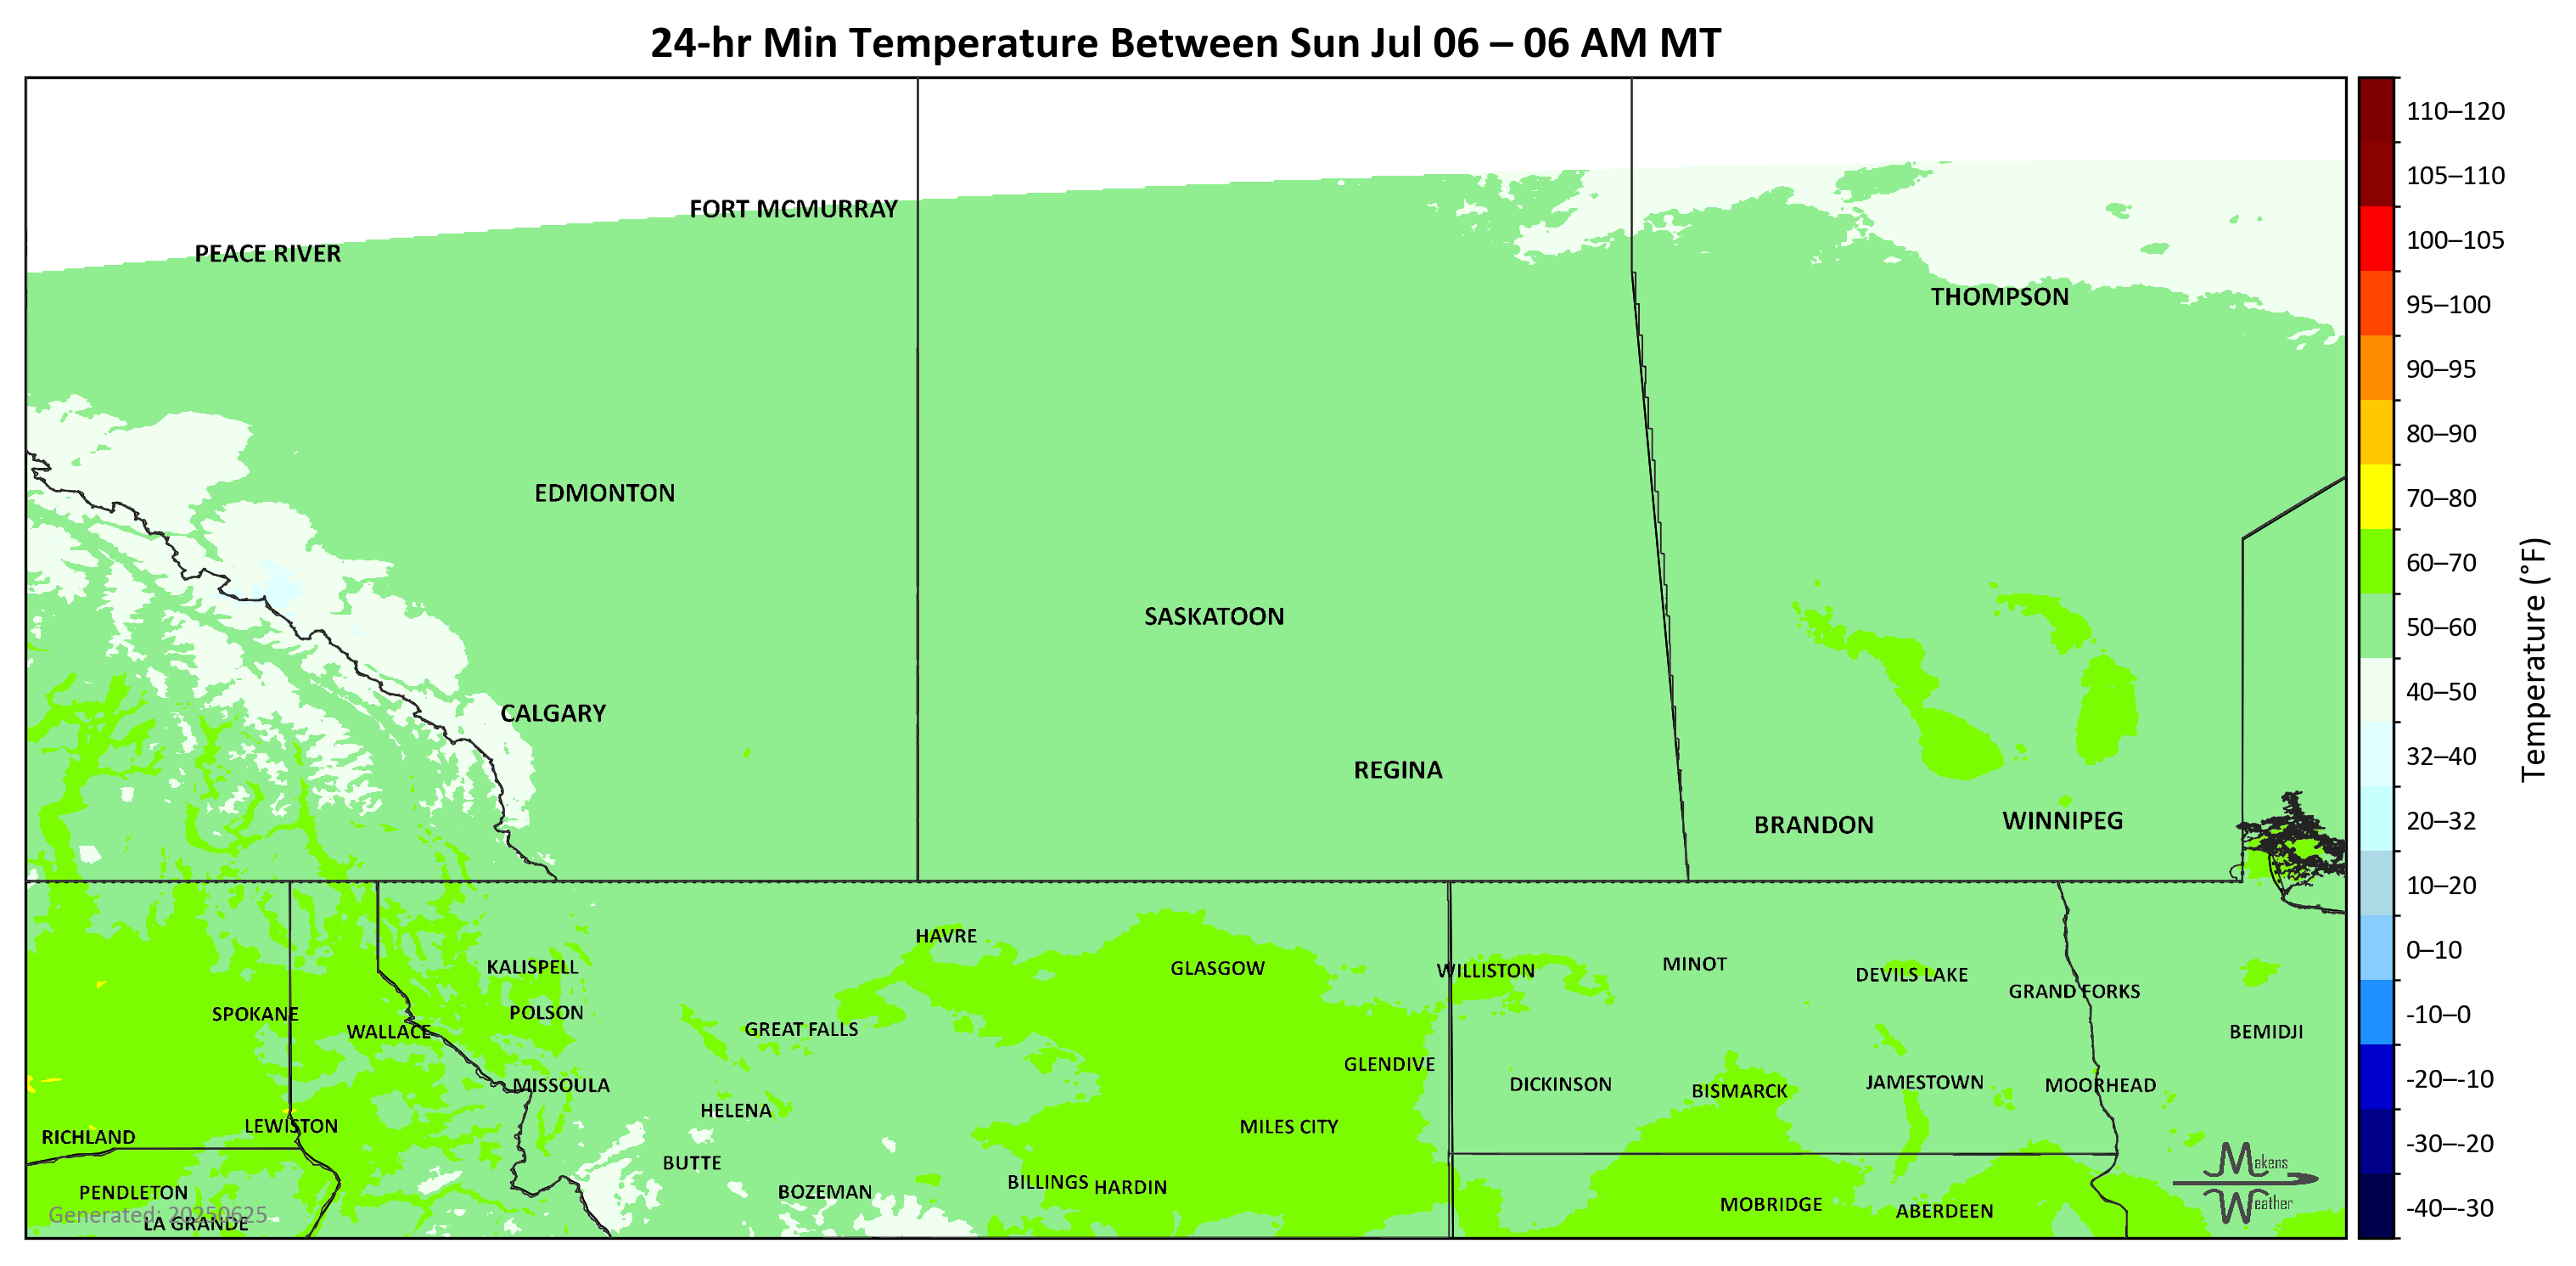 24-hr Min Temperature Between Sun Jul 06 – 06 AM MT
FORT MCMURRAY
PEACE RIVER
THOMPSON
EDMONTON
SASKATOON
CALGARY
REGINA
BRANDON
WINNIPEG
HAVRE
KALISPELL
GLASGOW
WILLISTON
MINOT
DEVILS LAKE
GRAND FORKS
SPOKANE
POLSON
WALLACE
GREAT FALLS
BEMIDJI
GLENDIVE
MISSOULA
DICKINSON
BISMARCK
JAMESTOWN
MOORHEAD
HELENA
LEWISTON
MILES CITY
RICHLAND
BUTTE
PENDLETON
BOZEMAN
BILLINGS
HARDIN
MOBRIDGE
ABERDEEN
Generated: 20250625
LA GRANDE
Makens
Weather
110–120
105–110
100–105
95–100
90–95
80–90
70–80
60–70
50–60
40–50
32–40
20–32
10–20
0–10
-10–0
-20–-10
-30–-20
-40–-30
Temperature (°F)